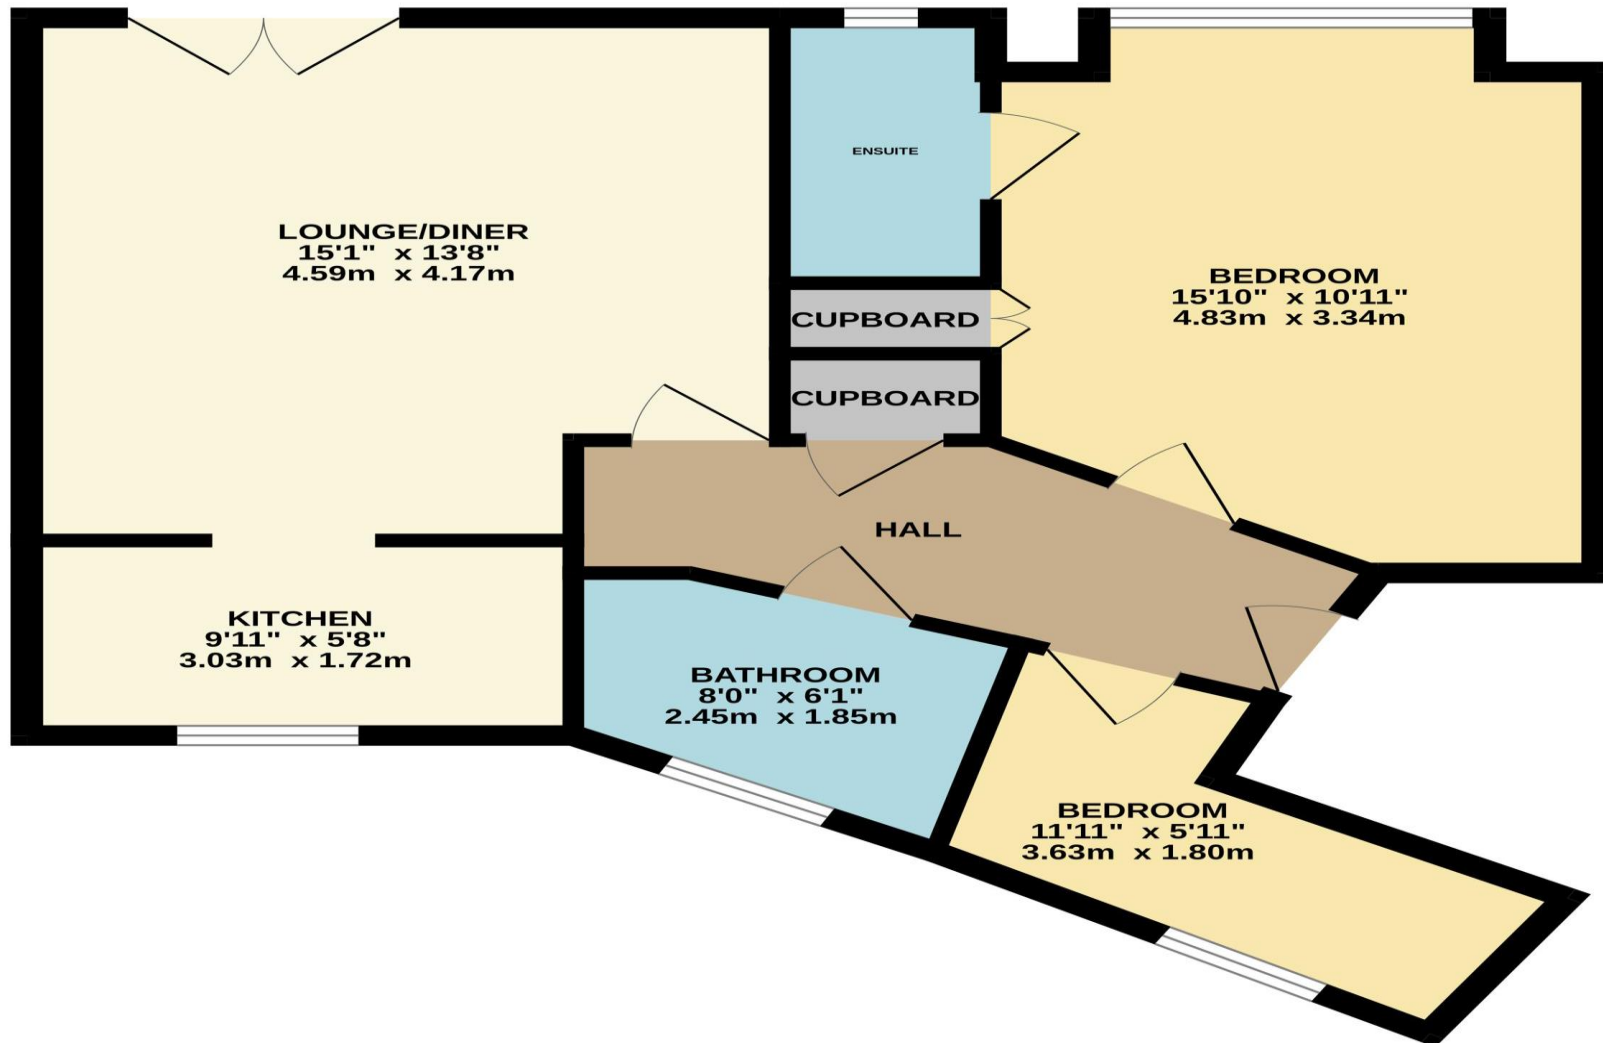 LOUNGE/DINER
15'1" x 13'8"
4.59m x 4.17m
ENSUITE
BEDROOM
15'10" x 10'11"
4.83m x 3.34m
CUPBOARD
CUPBOARD
HALL
KITCHEN
9'11" x 5'8"
3.03m x 1.72m
BATHROOM
8'0" x 6'1"
2.45m x 1.85m
BEDROOM
11'11" x 5'11"
3.63m x 1.80m